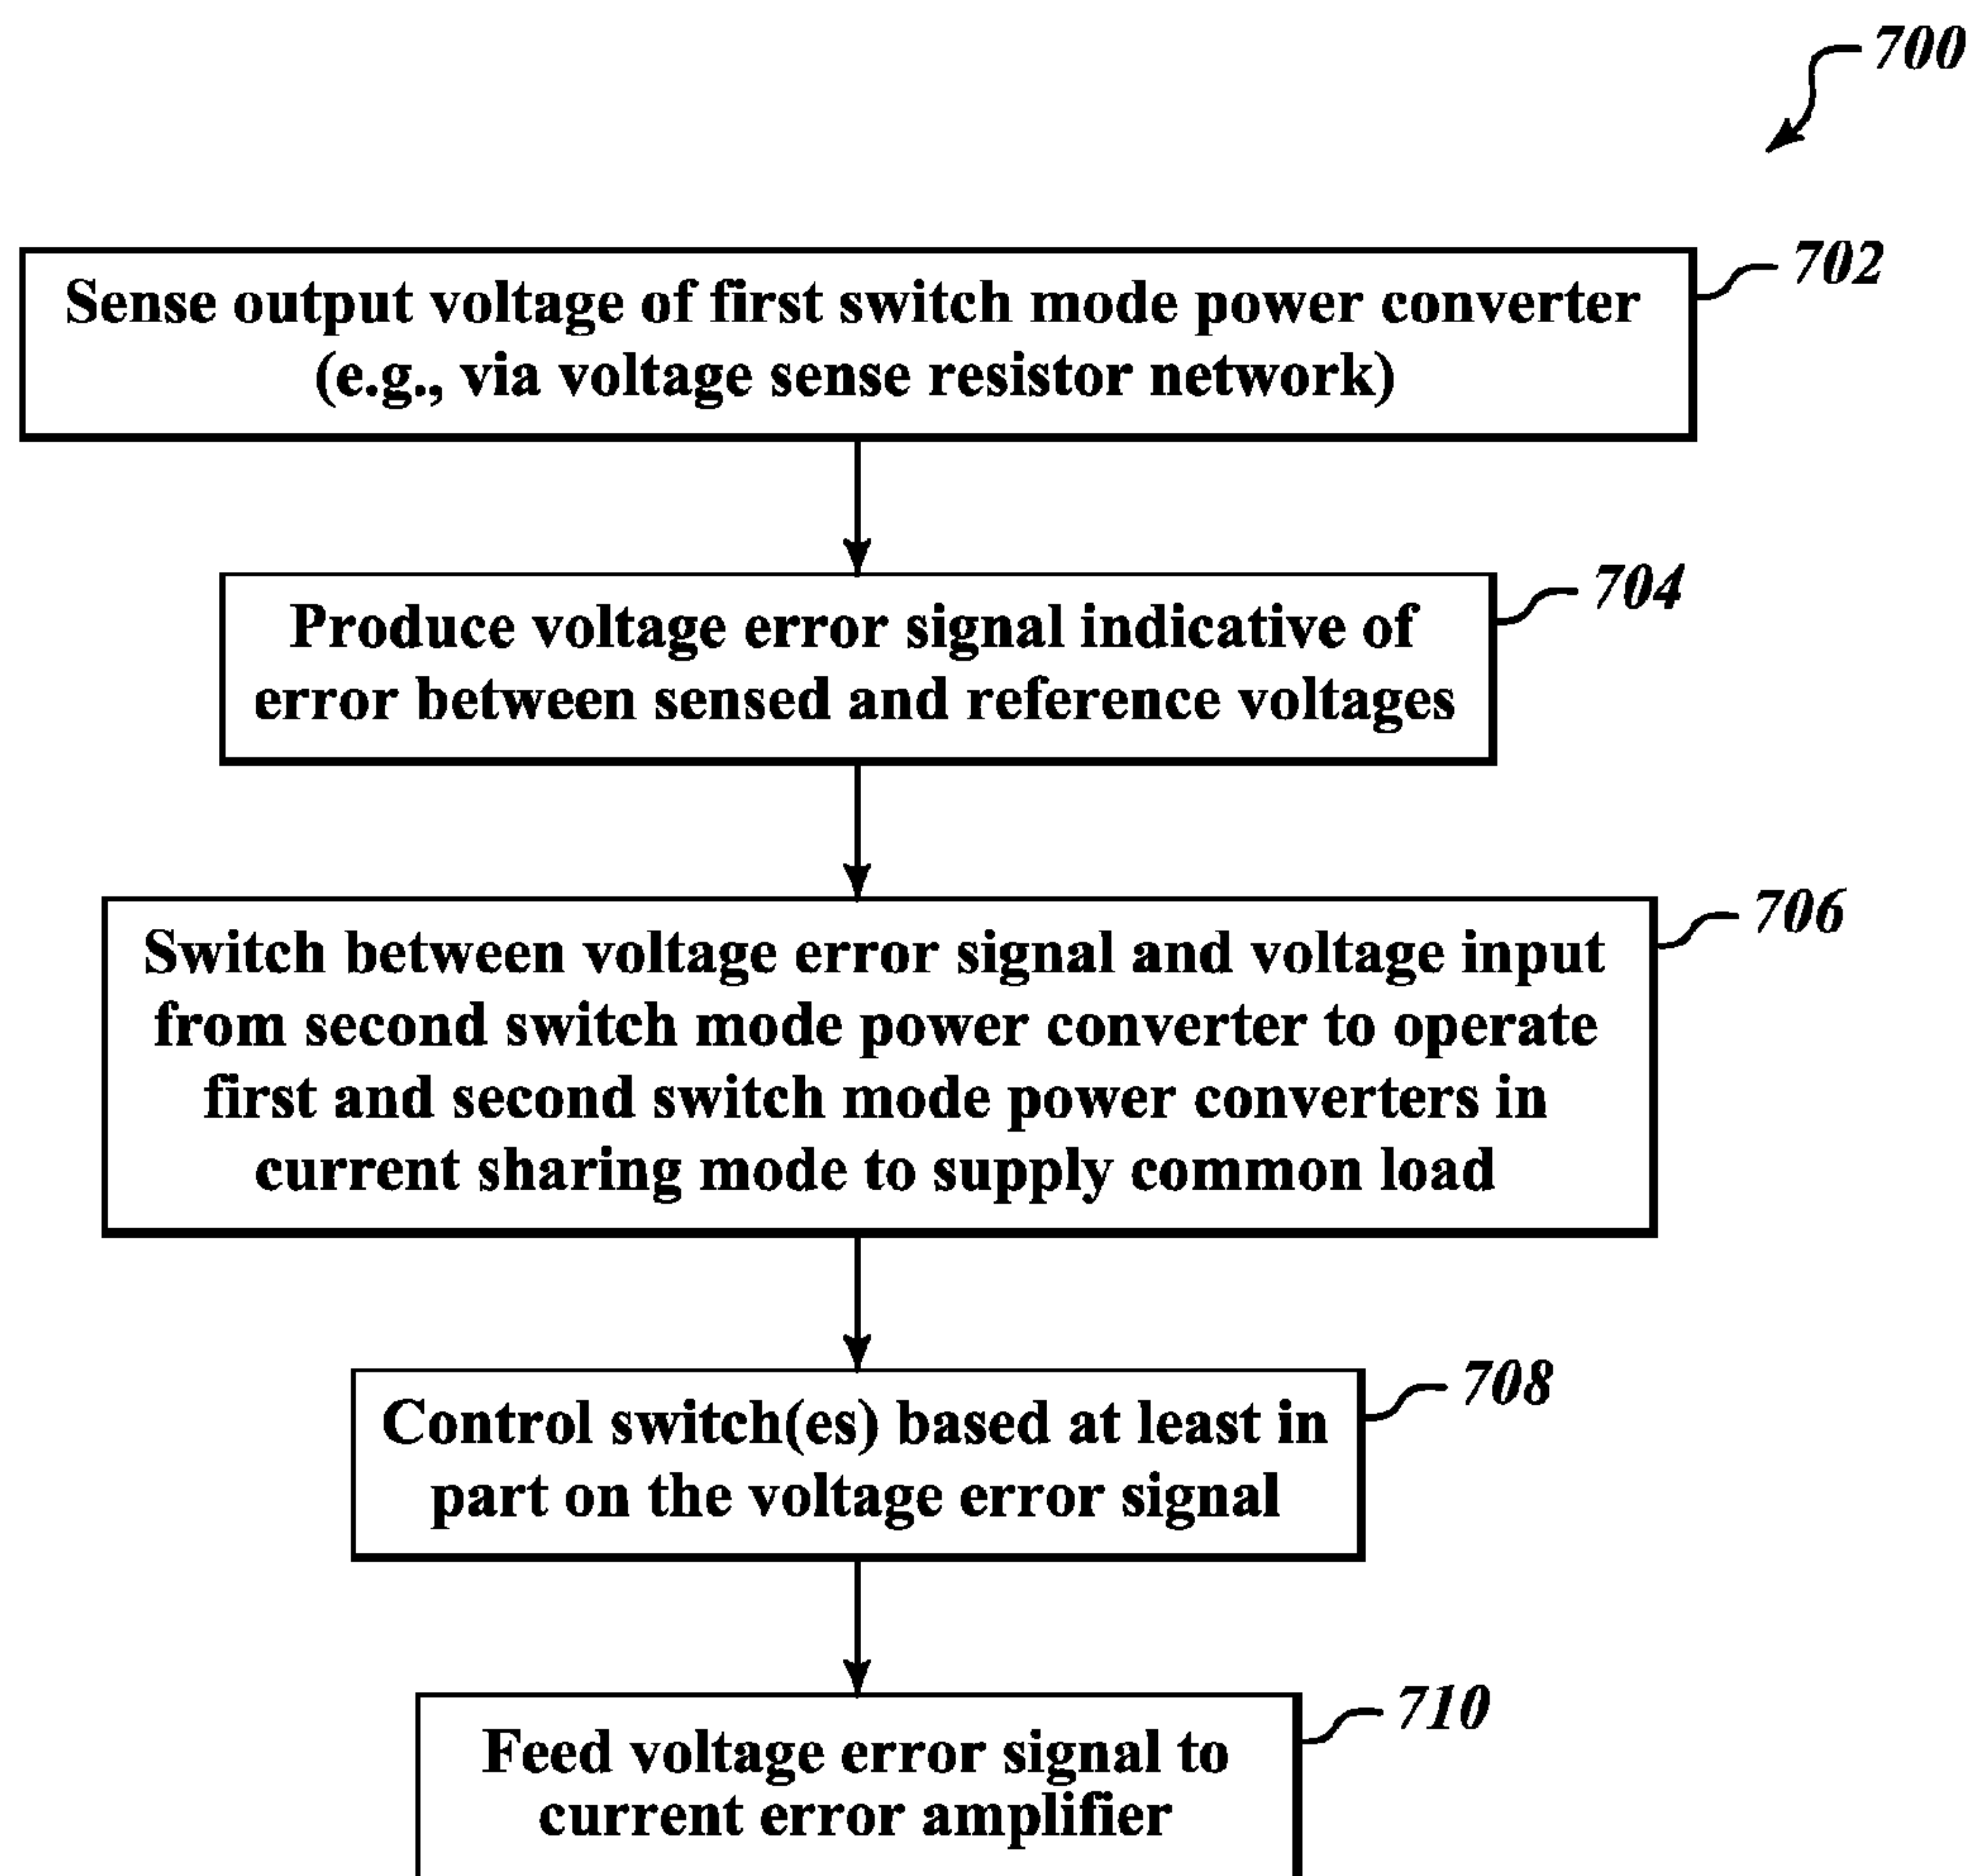 700
702
Sense output voltage of first switch mode power converter
(e.g., via voltage sense resistor network)
704
Produce voltage error signal indicative of
error between sensed and reference voltages
706
Switch between voltage error signal and voltage input
from second switch mode power converter to operate
first and second switch mode power converters in
current sharing mode to supply common load
708
Control switch(es) based at least in
part on the voltage error signal
710
Feed voltage error signal to
current error amplifier